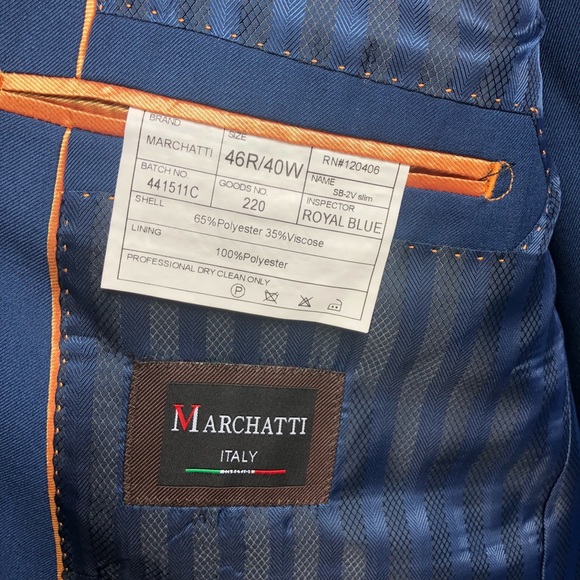 BRAND SIZE RN#120406
MARCHATTI 46R/40W
BATCH NO. GOODS NO. NAME
441511C 220 SB-2V slim
INSPECTOR
SHELL ROYAL BLUE
65%Polyester 35%Viscose
LINING
100%Polyester
PROFESSIONAL DRY CLEAN ONLY
P
MARCHATTI
ITALY